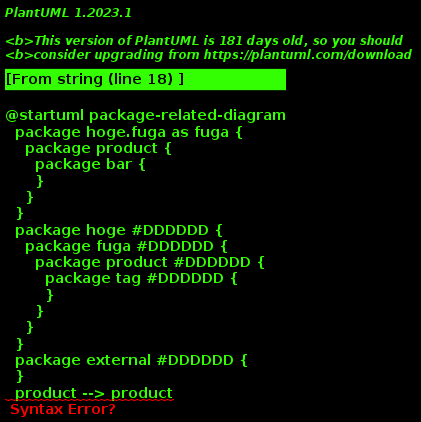 PlantUML 1.2023.1
<b>This version of PlantUML is 181 days old, so you should
<b>consider upgrading from https://plantuml.com/download
[From string (line 18) ]
@startuml package-related-diagram
package hoge.fuga as fuga {
package product {
package bar {
}
}
}
package hoge #DDDDDD {
package fuga #DDDDDD {
package product #DDDDDD {
package tag #DDDDDD {
}
}
}
}
package external #DDDDDD {
}
product --> product
Syntax Error?